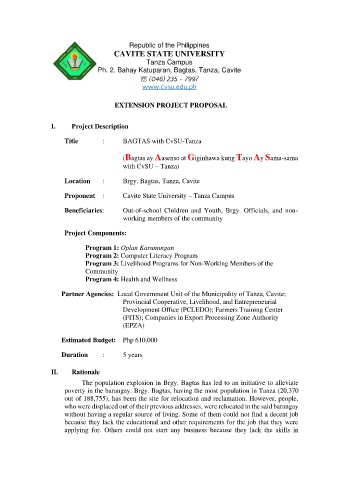 Republic of the Philippines
CAVITE STATE UNIVERSITY
Tanza Campus
Ph. 2, Bahay Katuparan, Bagtas, Tanza, Cavite
☏ (046) 235 – 7997
www.cvsu.edu.ph
EXTENSION PROJECT PROPOSAL
I. Project Description
Title : BAGTAS with CvSU-Tanza
(Bagtas ay Aasenso at Giginhawa kung Tayo Ay Sama-sama
with CvSU – Tanza)
Location : Brgy. Bagtas, Tanza, Cavite
Proponent : Cavite State University – Tanza Campus
Beneficiaries: Out-of-school Children and Youth, Brgy. Officials, and non-
working members of the community
Project Components:
Program 1: Oplan Karunungan
Program 2: Computer Literacy Program
Program 3: Livelihood Programs for Non-Working Members of the
Community
Program 4: Health and Wellness
Partner Agencies: Local Government Unit of the Municipality of Tanza, Cavite;
Provincial Cooperative, Livelihood, and Entrepreneurial
Development Office (PCLEDO); Farmers Training Center
(FITS); Companies in Export Processing Zone Authority
(EPZA)
Estimated Budget: Php 610,000
Duration : 5 years
II. Rationale
The population explosion in Brgy. Bagtas has led to an initiative to alleviate
poverty in the barangay. Brgy. Bagtas, having the most population in Tanza (20,370
out of 188,755), has been the site for relocation and reclamation. However, people,
who were displaced out of their previous addresses, were relocated in the said barangay
without having a regular source of living. Some of them could not find a decent job
because they lack the educational and other requirements for the job that they were
applying for. Others could not start any business because they lack the skills in